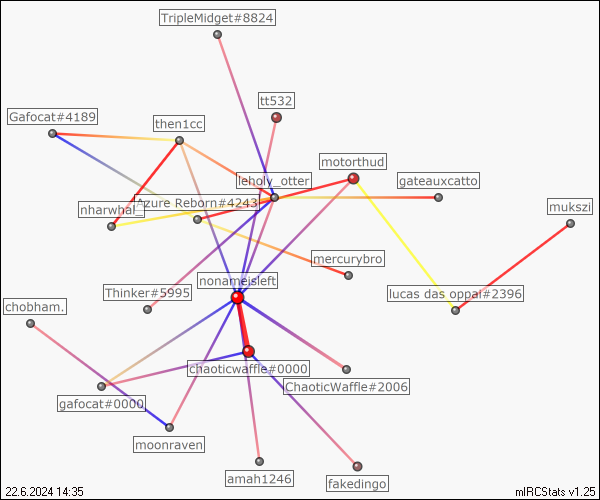 TripleMidget#8824
tt532
Gafocat#4189
then1cc
motorthud
leholy_otter
gateauxcatto
Azure Reborn#4243
nharwhal_
mukszi
mercurybro
nonameisleft
Thinker#5995
lucas das oppai#2396
chobham.
chaoticwaffle#0000
ChaoticWaffle#2006
gafocat#0000
moonraven
amah1246
fakedingo
22.6.2024 14:35
mIRCStats v1.25